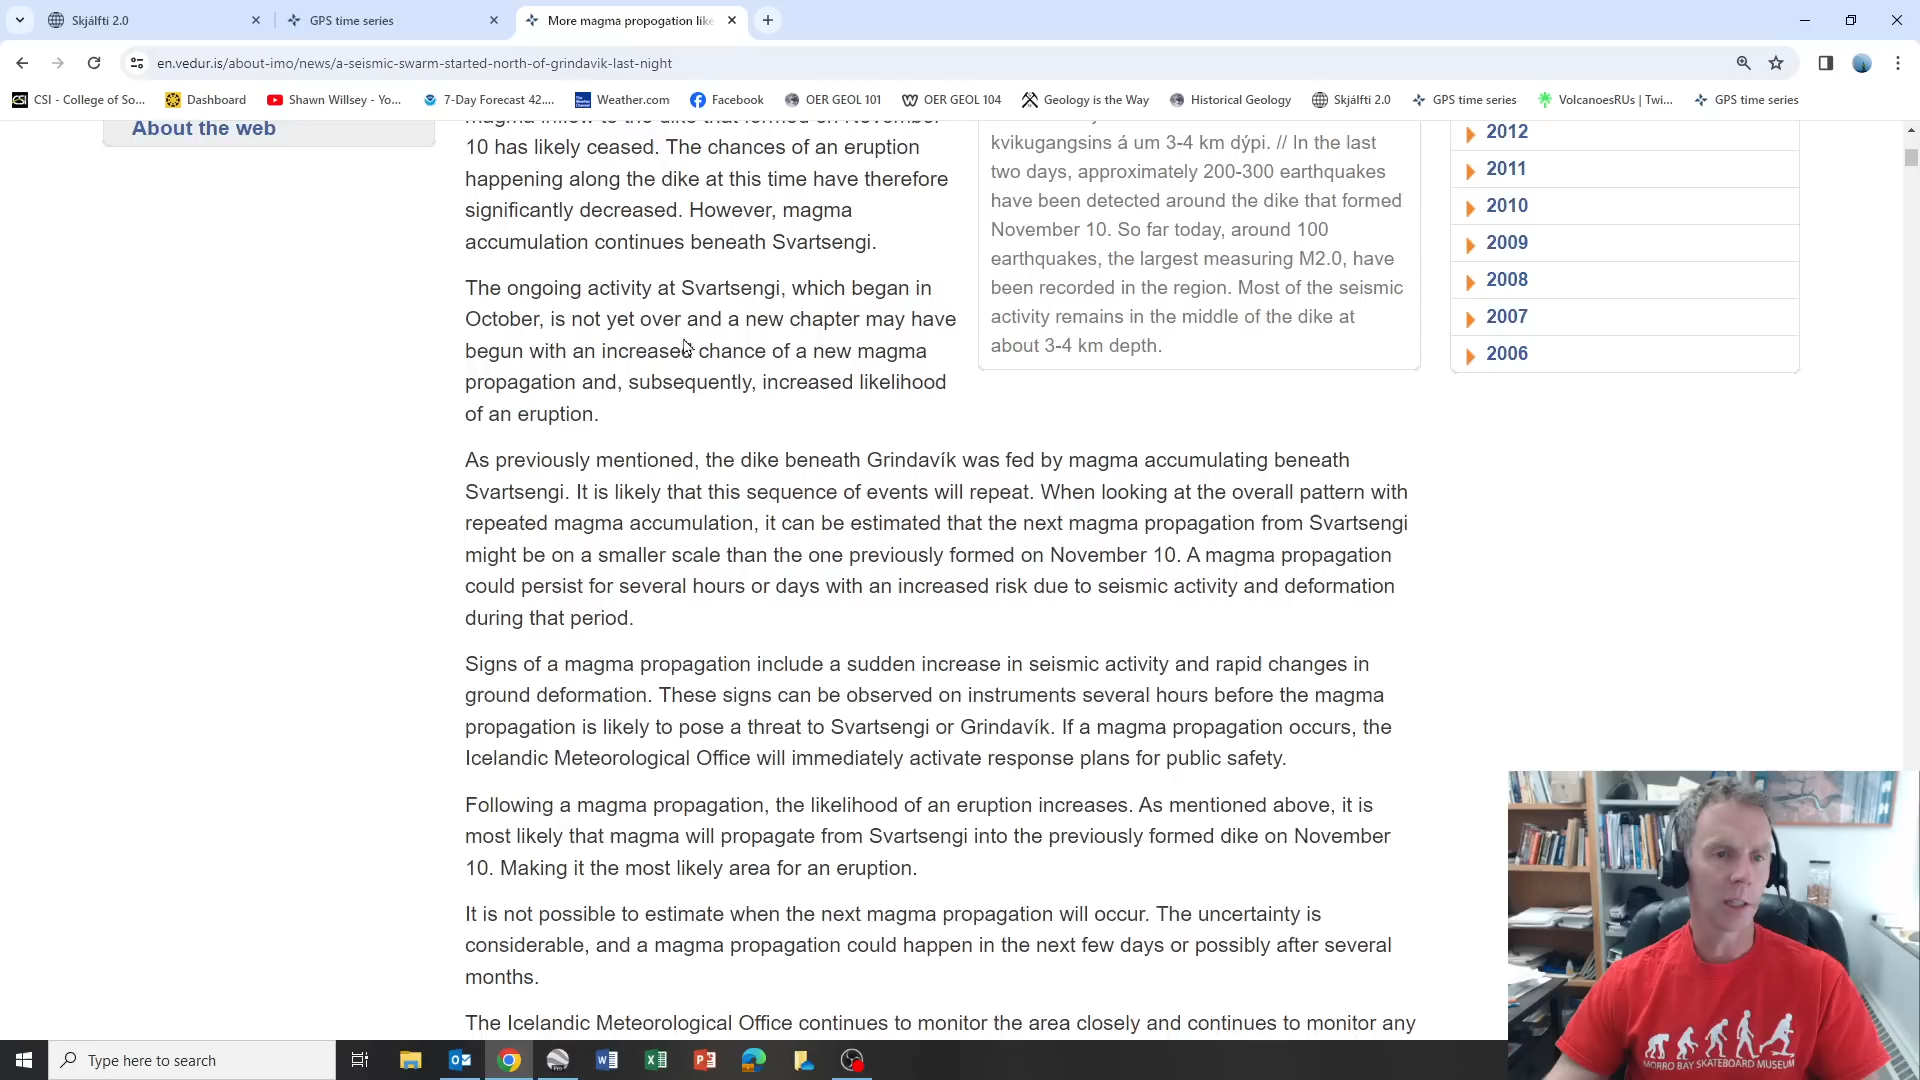 Skjálfti 2.0
GPS time series
More magma propogation like
en.vedur.is/about-imo/news/a-seismic-swarm-started-north-of-grindavik-last-night
CSI - College of So...
Dashboard
Shawn Willsey - Yo...
7-Day Forecast 42....
Weather.com
Facebook
OER GEOL 101
OER GEOL 104
Geology is the Way
Historical Geology
Skjálfti 2.0
GPS time series
VolcanoesRUs | Twi...
GPS time series
About the web
magma inflow to the dike that formed on November
10 has likely ceased. The chances of an eruption
happening along the dike at this time have therefore
significantly decreased. However, magma
accumulation continues beneath Svartsengi.
The ongoing activity at Svartsengi, which began in
October, is not yet over and a new chapter may have
begun with an increased chance of a new magma
propagation and, subsequently, increased likelihood
of an eruption.
kvikugangsins á um 3-4 km dýpi. // In the last
two days, approximately 200-300 earthquakes
have been detected around the dike that formed
November 10. So far today, around 100
earthquakes, the largest measuring M2.0, have
been recorded in the region. Most of the seismic
activity remains in the middle of the dike at
about 3-4 km depth.
2012
2011
2010
2009
2008
2007
2006
As previously mentioned, the dike beneath Grindavík was fed by magma accumulating beneath
Svartsengi. It is likely that this sequence of events will repeat. When looking at the overall pattern with
repeated magma accumulation, it can be estimated that the next magma propagation from Svartsengi
might be on a smaller scale than the one previously formed on November 10. A magma propagation
could persist for several hours or days with an increased risk due to seismic activity and deformation
during that period.
Signs of a magma propagation include a sudden increase in seismic activity and rapid changes in
ground deformation. These signs can be observed on instruments several hours before the magma
propagation is likely to pose a threat to Svartsengi or Grindavík. If a magma propagation occurs, the
Icelandic Meteorological Office will immediately activate response plans for public safety.
Following a magma propagation, the likelihood of an eruption increases. As mentioned above, it is
most likely that magma will propagate from Svartsengi into the previously formed dike on November
10. Making it the most likely area for an eruption.
It is not possible to estimate when the next magma propagation will occur. The uncertainty is
considerable, and a magma propagation could happen in the next few days or possibly after several
months.
The Icelandic Meteorological Office continues to monitor the area closely and continues to monitor any
MORRO BAY SKATEBOARD MUSEUM
Type here to search